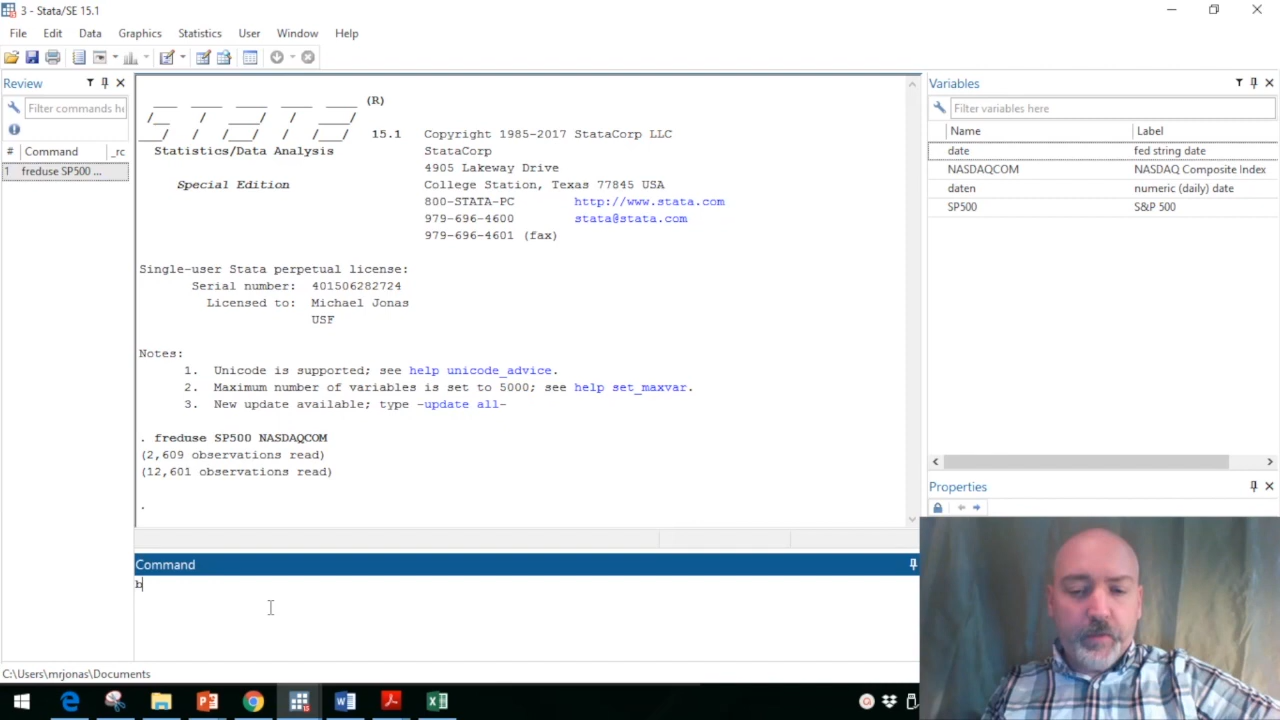 3 - Stata/SE 15.1
File Edit Data Graphics Statistics User Window Help
Review
Filter commands he
# Command _rc
1 freduse SP500 ...
(R)
15.1 Copyright 1985-2017 StataCorp LLC
Statistics/Data Analysis StataCorp
4905 Lakeway Drive
Special Edition College Station, Texas 77845 USA
800-STATA-PC http://www.stata.com
979-696-4600 stata@stata.com
979-696-4601 (fax)
Single-user Stata perpetual license:
Serial number: 401506282724
Licensed to: Michael Jonas
USF
Notes:
1. Unicode is supported; see help unicode_advice.
2. Maximum number of variables is set to 5000; see help set_maxvar.
3. New update available; type -update all-
. freduse SP500 NASDAQCOM
(2,609 observations read)
(12,601 observations read)
.
Command
b
C:\Users\mrjonas\Documents
Variables
Filter variables here
Name Label
date fed string date
NASDAQCOM NASDAQ Composite Index
daten numeric (daily) date
SP500 S&P 500
Properties